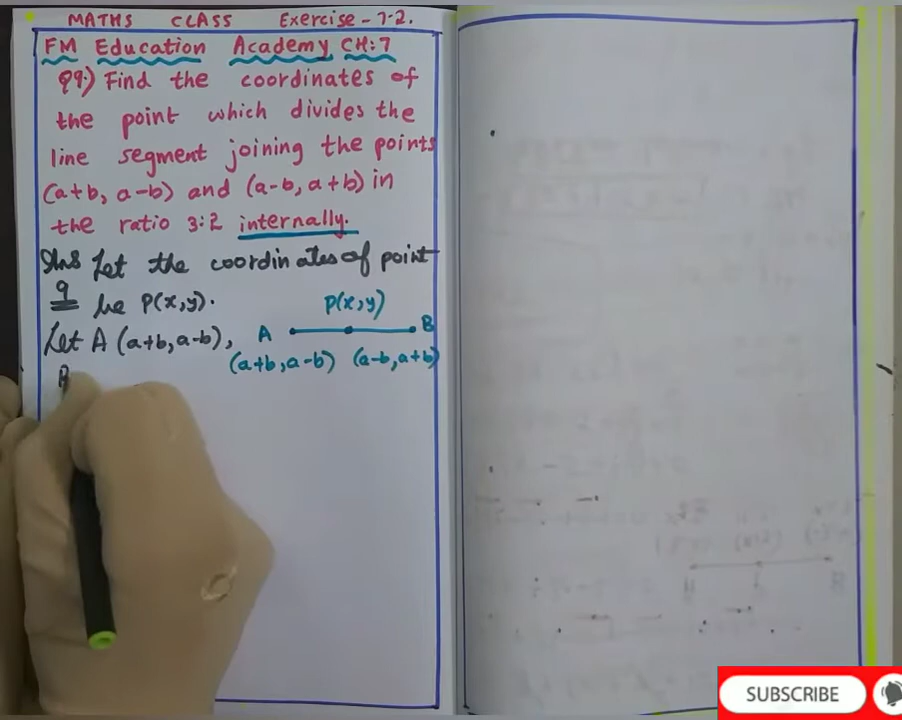 MATHS CLASS Exercise - 7.2.
FM Education Academy CH:7
Q9.) Find the coordinates of
the point which divides the
line segment joining the points
(a+b, a-b) and (a-b, a+b) in
the ratio 3:2 internally.
Ans Let the coordinates of point
9 be P(x,y).
P(x,y)
Let A (a+b, a-b),
A B
(a+b, a-b) (a-b, a+b)
B
SUBSCRIBE